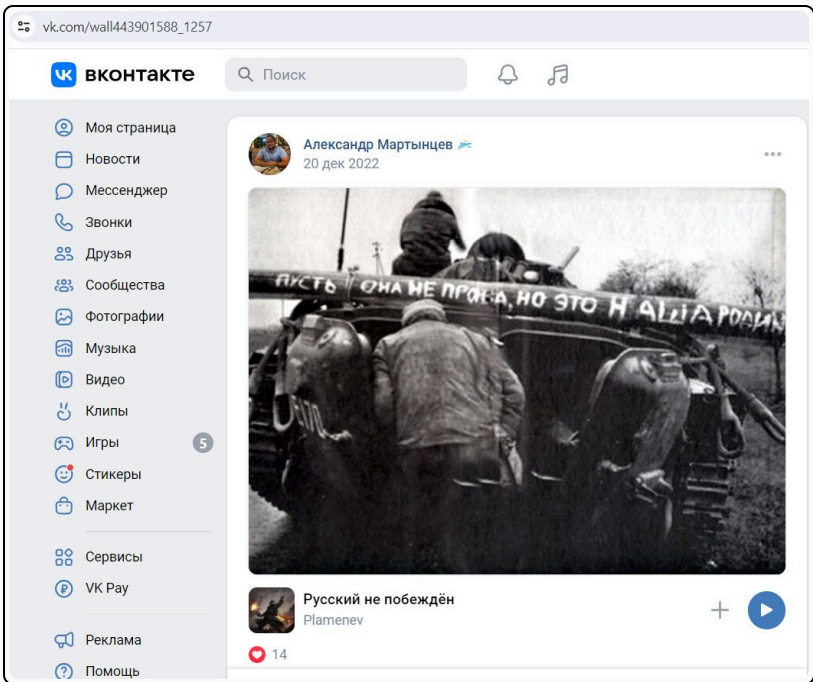 vk.com/wall443901588_1257
вконтакте
Поиск
Моя страница
Новости
Мессенджер
Звонки
Друзья
Сообщества
Фотографии
Музыка
Видео
Клипы
Игры 5
Стикеры
Маркет
Сервисы
VK Pay
Реклама
Помощь
Александр Мартынцев
20 дек 2022
ПУСТЬ ОНА НЕ ПРАВА, НО ЭТО НАША РОДИН
Русский не побеждён
Plamenev
14